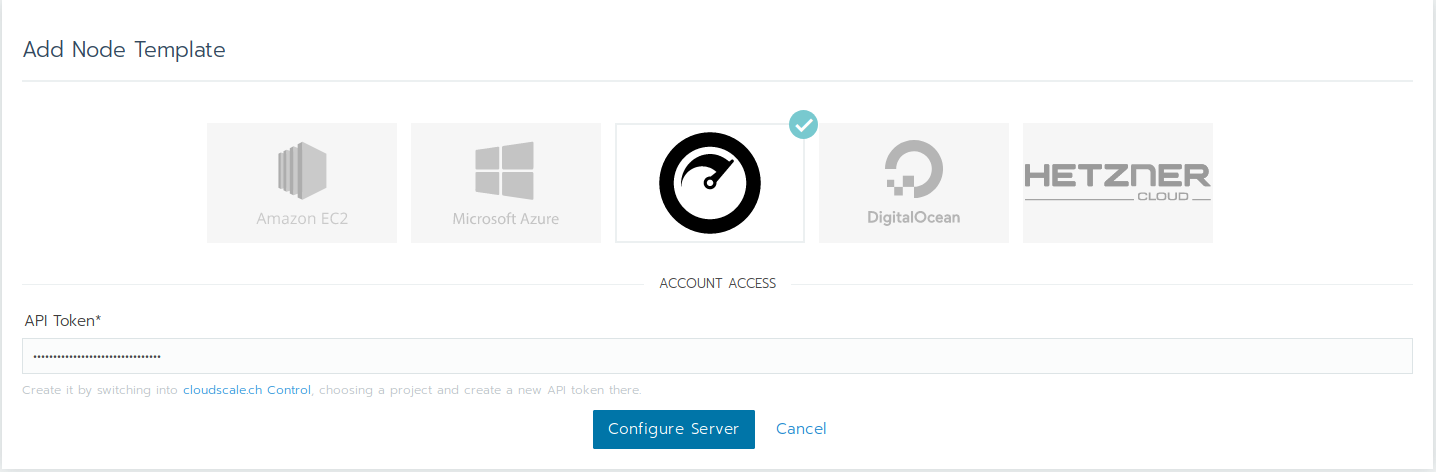 Add Node Template
Amazon EC2
Microsoft Azure
DigitalOcean
HETZNER
CLOUD
ACCOUNT ACCESS
API Token*
••••••••••••••••••••••••••••••••
Create it by switching into cloudscale.ch Control, choosing a project and create a new API token there.
Configure Server Cancel